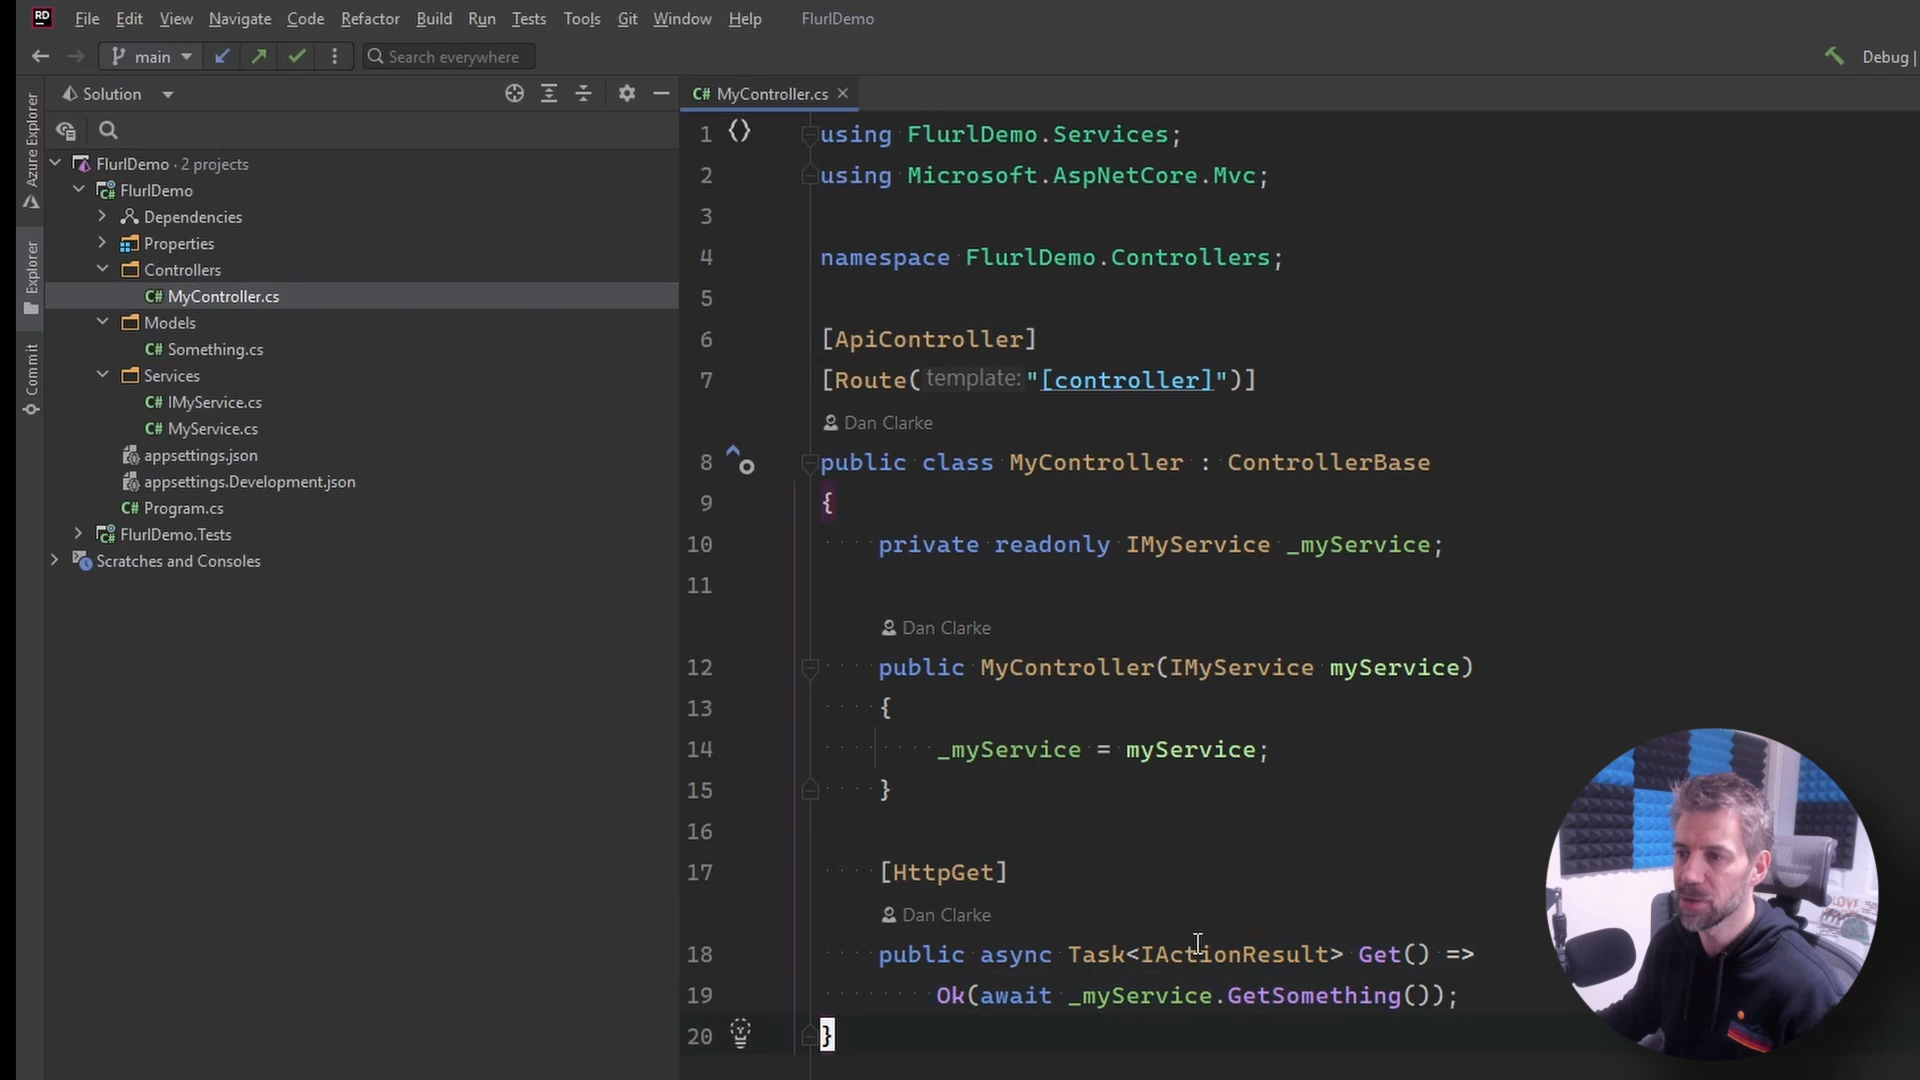 RD File Edit View Navigate Code Refactor Build Run Tests Tools Git Window Help FlurlDemo
main Search everywhere Debug
Solution
MyController.cs
Azure Explorer
Explorer
Commit
FlurlDemo · 2 projects
FlurlDemo
Dependencies
Properties
Controllers
C# MyController.cs
Models
C# Something.cs
Services
C# IMyService.cs
C# MyService.cs
appsettings.json
appsettings.Development.json
C# Program.cs
FlurlDemo.Tests
Scratches and Consoles
C# MyController.cs
1 using FlurlDemo.Services;
2 using Microsoft.AspNetCore.Mvc;
3
4 namespace FlurlDemo.Controllers;
5
6 [ApiController]
7 [Route(template:"[controller]")]
Dan Clarke
8 public class MyController : ControllerBase
9 {
10 private readonly IMyService _myService;
11
Dan Clarke
12 public MyController(IMyService myService)
13 {
14 _myService = myService;
15 }
16
17 [HttpGet]
Dan Clarke
18 public async Task<IActionResult> Get() =>
19 Ok(await _myService.GetSomething());
20 }